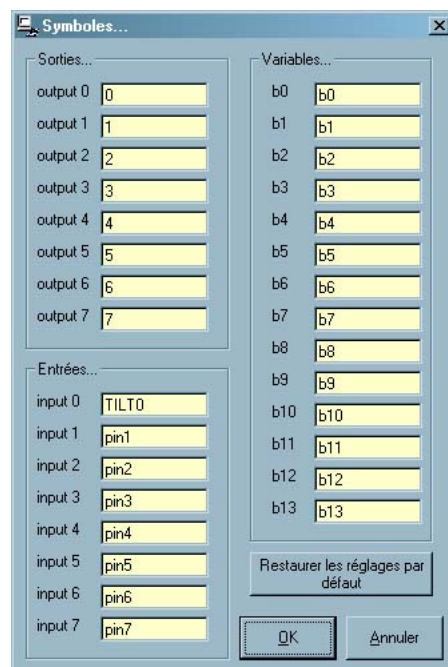 Symboles...
Sorties...
output 0 0
output 1 1
output 2 2
output 3 3
output 4 4
output 5 5
output 6 6
output 7 7
Entrées...
input 0 TILT0
input 1 pin1
input 2 pin2
input 3 pin3
input 4 pin4
input 5 pin5
input 6 pin6
input 7 pin7
Variables...
b0 b0
b1 b1
b2 b2
b3 b3
b4 b4
b5 b5
b6 b6
b7 b7
b8 b8
b9 b9
b10 b10
b11 b11
b12 b12
b13 b13
Restaurer les réglages par
défaut
OK
Annuler